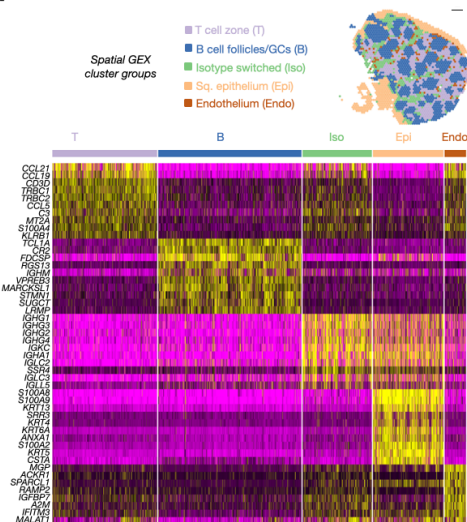 Spatial GEX
cluster groups
T cell zone (T)
B cell follicles/GCs (B)
Isotype switched (Iso)
Sq. epithelium (Epi)
Endothelium (Endo)
T B Iso Epi Endo
CCL21
CCL19
CD3D
TRBC1
TRBC2
CCL5
C3
MT2A
S100A4
KLRB1
TCL1A
CR2
FDCSP
RGS13
IGHM
VPREB3
MARCKSL1
STMN1
SUGCT
LRMP
IGHG1
IGHG3
IGHG2
IGHG4
IGKC
IGHA1
IGLC2
SSR4
IGLC3
IGLL5
S100A8
S100A9
KRT13
SRR3
KRT4
KRT6A
ANXA1
S100A2
KRT5
CSTA
MGP
ACKR1
SPARCL1
RAMP2
IGFBP7
A2M
IFITM3
MALAT1